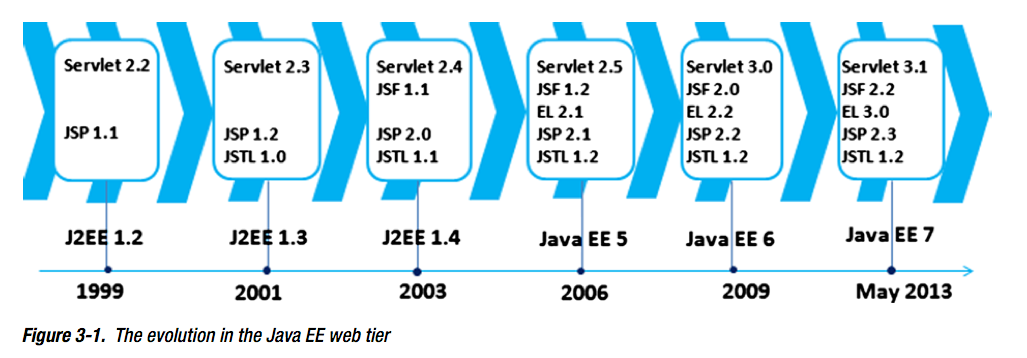 Servlet 2.2
JSP 1.1
Servlet 2.3
JSP 1.2
JSTL 1.0
Servlet 2.4
JSF 1.1
JSP 2.0
JSTL 1.1
Servlet 2.5
JSF 1.2
EL 2.1
JSP 2.1
JSTL 1.2
Servlet 3.0
JSF 2.0
EL 2.2
JSP 2.2
JSTL 1.2
Servlet 3.1
JSF 2.2
EL 3.0
JSP 2.3
JSTL 1.2
J2EE 1.2
J2EE 1.3
J2EE 1.4
Java EE 5
Java EE 6
Java EE 7
1999
2001
2003
2006
2009
May 2013
Figure 3-1. The evolution in the Java EE web tier